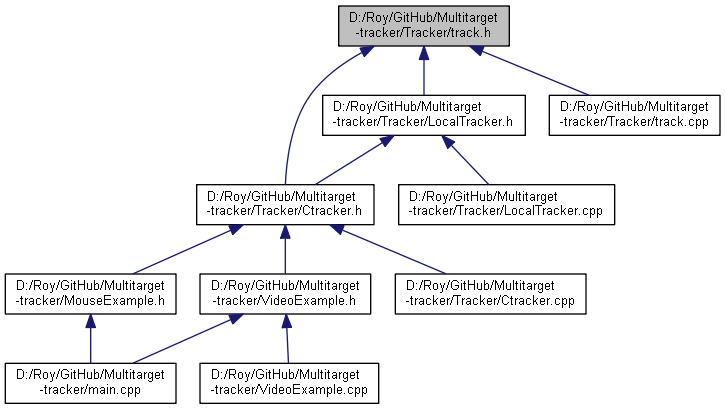 D:/Roy/GitHub/Multitarget
-tracker/Tracker/track.h
D:/Roy/GitHub/Multitarget
-tracker/Tracker/LocalTracker.h
D:/Roy/GitHub/Multitarget
-tracker/Tracker/track.cpp
D:/Roy/GitHub/Multitarget
-tracker/Tracker/Ctracker.h
D:/Roy/GitHub/Multitarget
-tracker/Tracker/LocalTracker.cpp
D:/Roy/GitHub/Multitarget
-tracker/MouseExample.h
D:/Roy/GitHub/Multitarget
-tracker/VideoExample.h
D:/Roy/GitHub/Multitarget
-tracker/Tracker/Ctracker.cpp
D:/Roy/GitHub/Multitarget
-tracker/main.cpp
D:/Roy/GitHub/Multitarget
-tracker/VideoExample.cpp